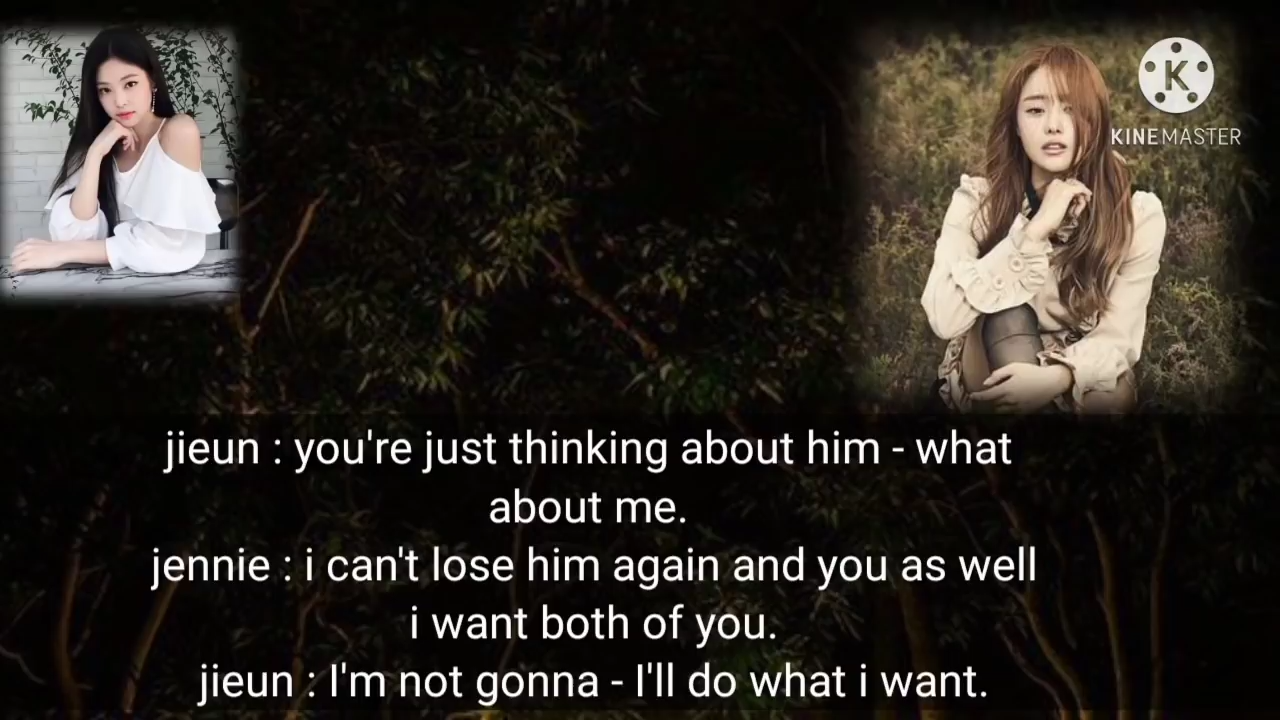 K
KINEMASTER
jieun : you're just thinking about him - what
about me.
jennie : i can't lose him again and you as well
i want both of you.
jieun : I'm not gonna - I'll do what i want.